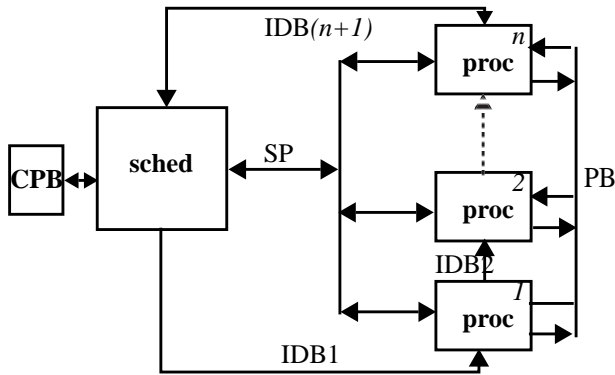 IDB(n+1)
n
proc
sched
SP
CPB
2
proc
PB
IDB2
1
proc
IDB1